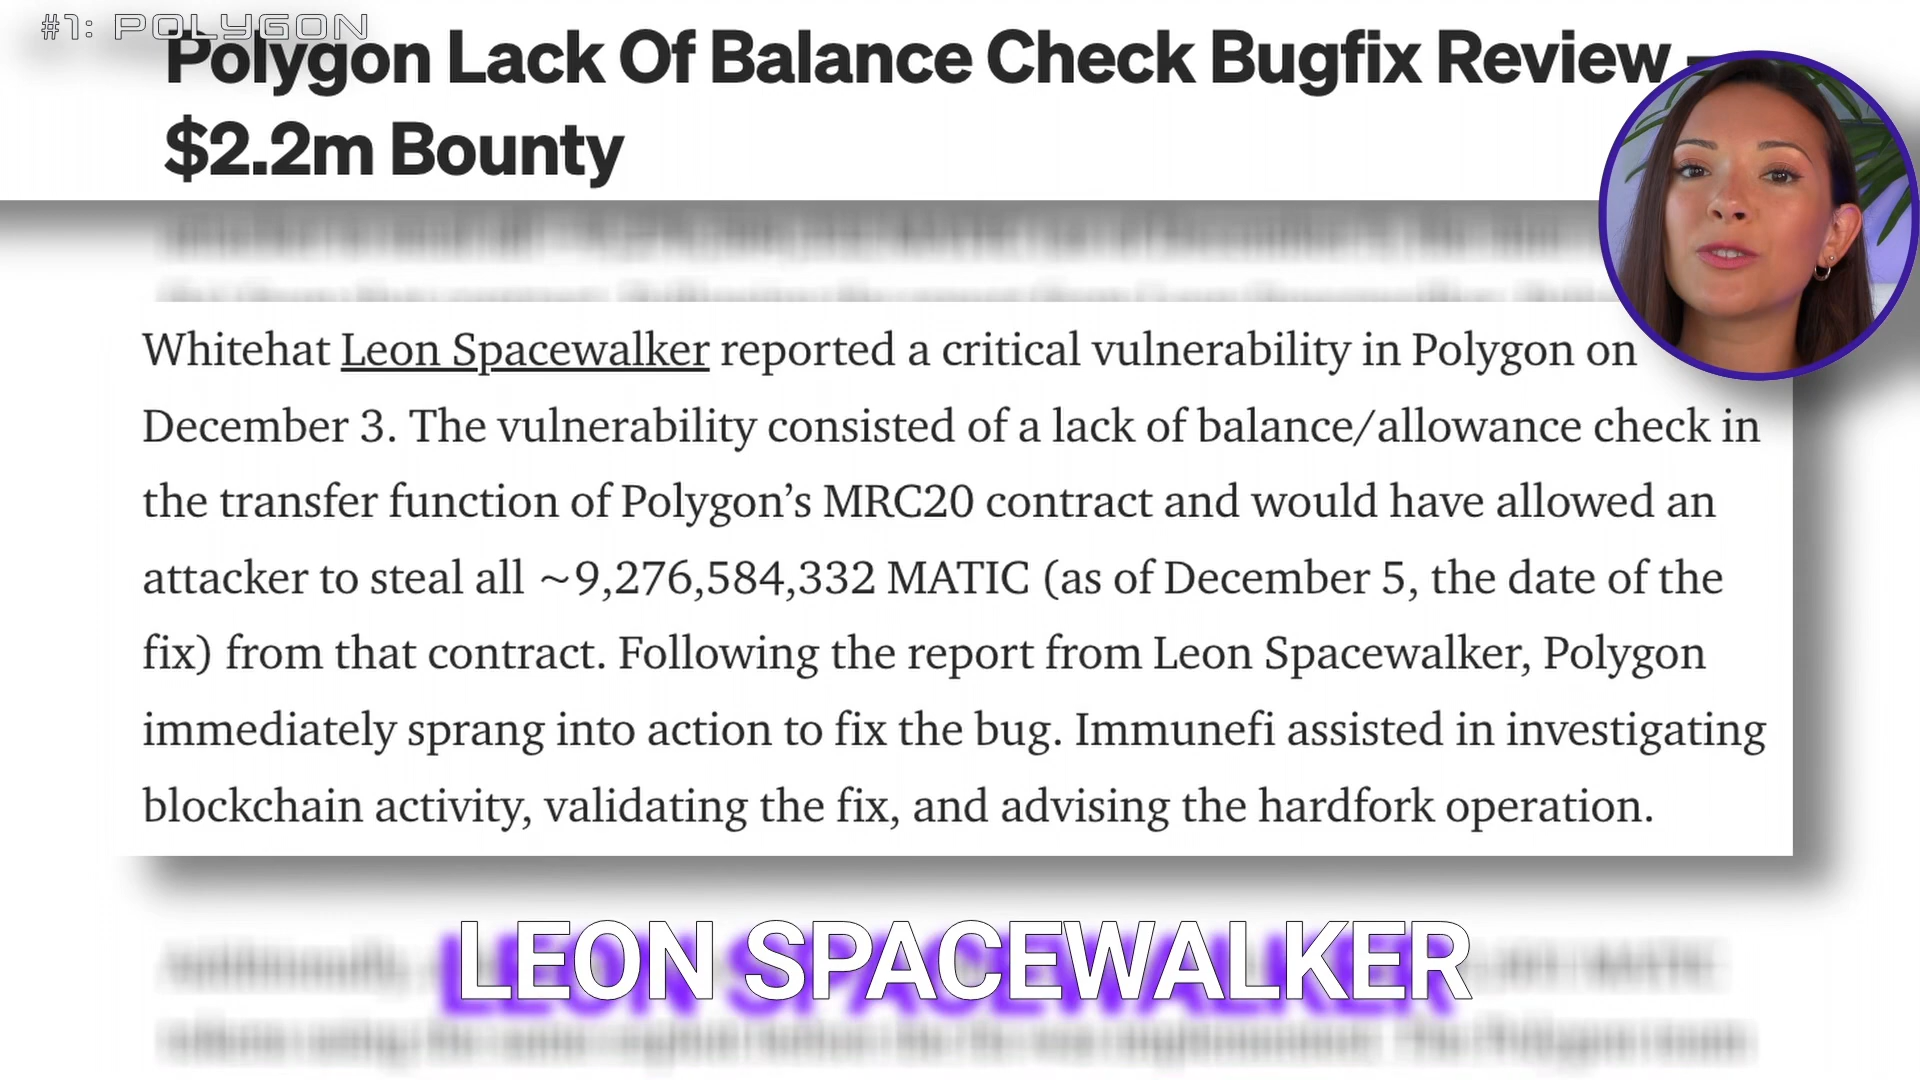 #1: POLYGON
Polygon Lack Of Balance Check Bugfix Review –
$2.2m Bounty
Whitehat Leon Spacewalker reported a critical vulnerability in Polygon on
December 3. The vulnerability consisted of a lack of balance/allowance check in
the transfer function of Polygon’s MRC20 contract and would have allowed an
attacker to steal all ~9,276,584,332 MATIC (as of December 5, the date of the
fix) from that contract. Following the report from Leon Spacewalker, Polygon
immediately sprang into action to fix the bug. Immunefi assisted in investigating
blockchain activity, validating the fix, and advising the hardfork operation.
LEON SPACEWALKER